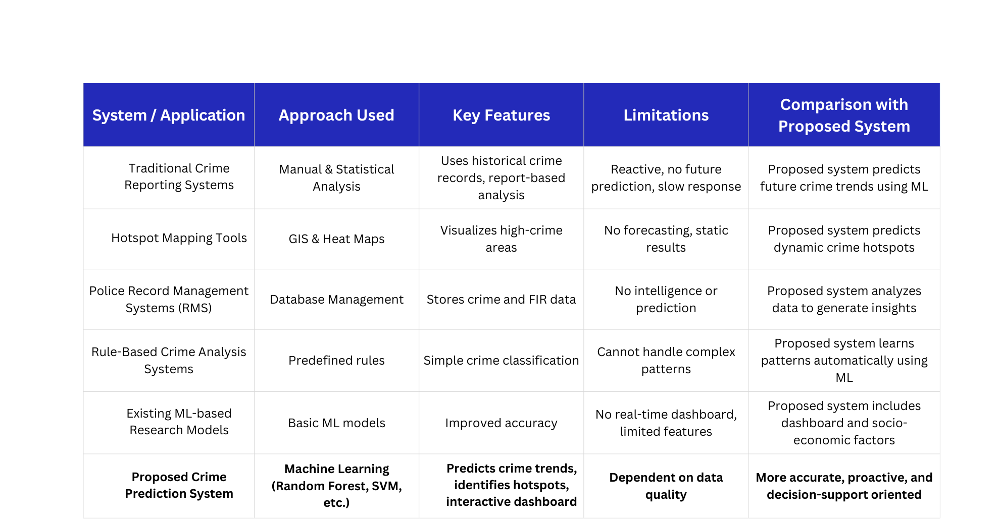 System / Application
Approach Used
Key Features
Limitations
Comparison with
Proposed System
Traditional Crime
Reporting Systems
Manual & Statistical
Analysis
Uses historical crime
records, report-based
analysis
Reactive, no future
prediction, slow response
Proposed system predicts
future crime trends using ML
Hotspot Mapping Tools
GIS & Heat Maps
Visualizes high-crime
areas
No forecasting, static
results
Proposed system predicts
dynamic crime hotspots
Police Record Management
Systems (RMS)
Database Management
Stores crime and FIR data
No intelligence or
prediction
Proposed system analyzes
data to generate insights
Rule-Based Crime Analysis
Systems
Predefined rules
Simple crime classification
Cannot handle complex
patterns
Proposed system learns
patterns automatically using
ML
Existing ML-based
Research Models
Basic ML models
Improved accuracy
No real-time dashboard,
limited features
Proposed system includes
dashboard and socio-
economic factors
Proposed Crime
Prediction System
Machine Learning
(Random Forest, SVM,
etc.)
Predicts crime trends,
identifies hotspots,
interactive dashboard
Dependent on data
quality
More accurate, proactive, and
decision-support oriented